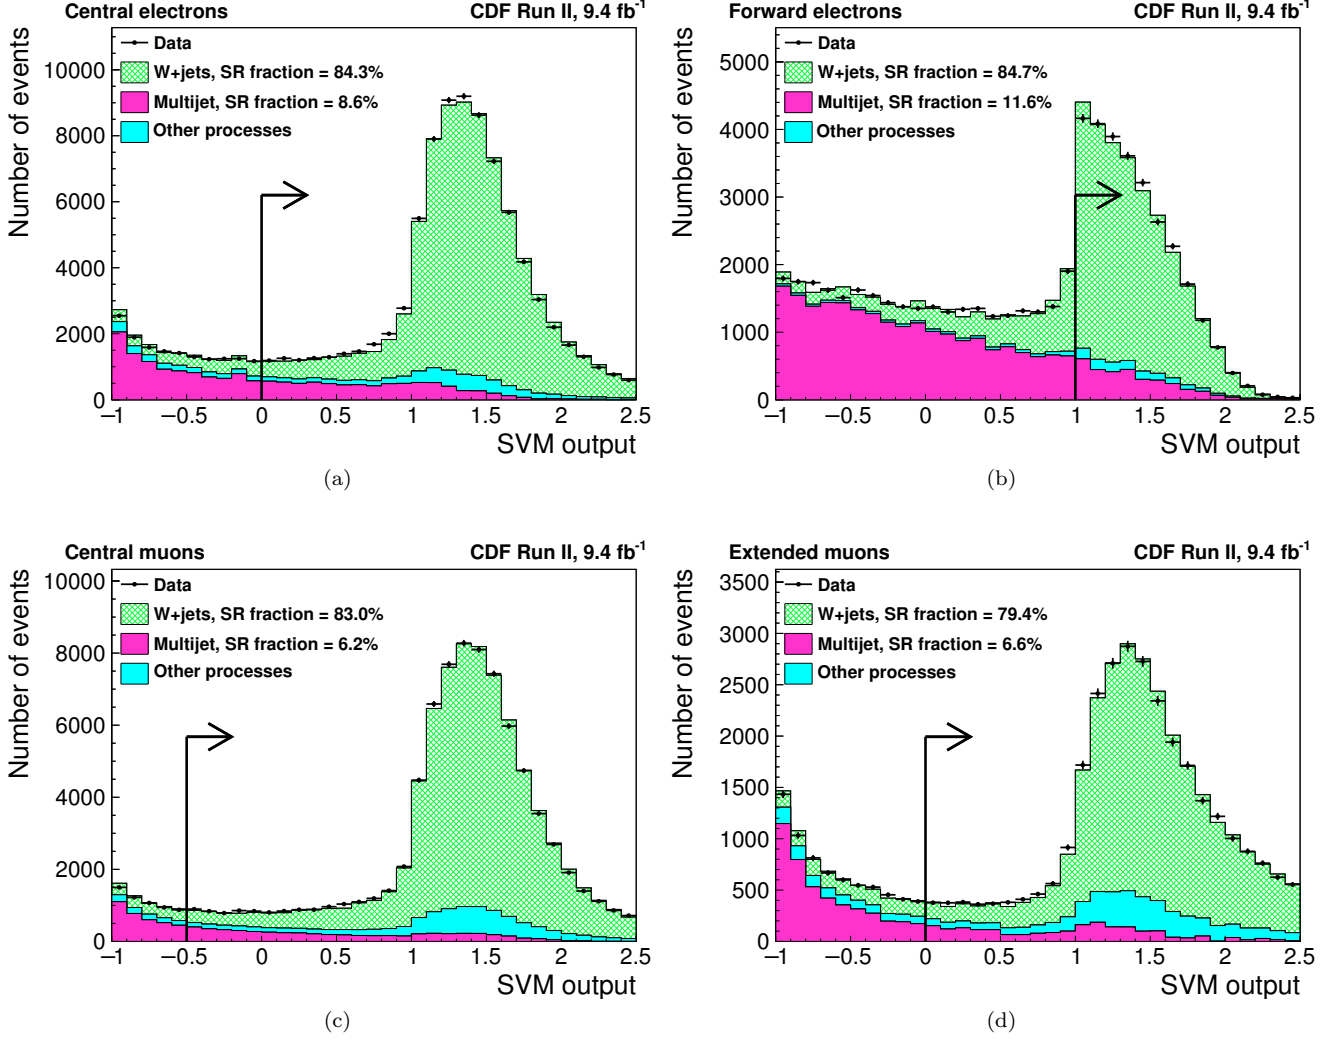 Central electrons CDF Run II, 9.4 fb-1
Number of events
10000
8000
6000
4000
2000
0
Data
W+jets, SR fraction = 84.3%
Multijet, SR fraction = 8.6%
Other processes
−1 −0.5 0 0.5 1 1.5 2 2.5
SVM output
(a)
Forward electrons CDF Run II, 9.4 fb-1
Number of events
5000
4000
3000
2000
1000
0
Data
W+jets, SR fraction = 84.7%
Multijet, SR fraction = 11.6%
Other processes
−1 −0.5 0 0.5 1 1.5 2 2.5
SVM output
(b)
Central muons CDF Run II, 9.4 fb-1
Number of events
10000
8000
6000
4000
2000
0
Data
W+jets, SR fraction = 83.0%
Multijet, SR fraction = 6.2%
Other processes
−1 −0.5 0 0.5 1 1.5 2 2.5
SVM output
(c)
Extended muons CDF Run II, 9.4 fb-1
Number of events
3500
3000
2500
2000
1500
1000
500
0
Data
W+jets, SR fraction = 79.4%
Multijet, SR fraction = 6.6%
Other processes
−1 −0.5 0 0.5 1 1.5 2 2.5
SVM output
(d)